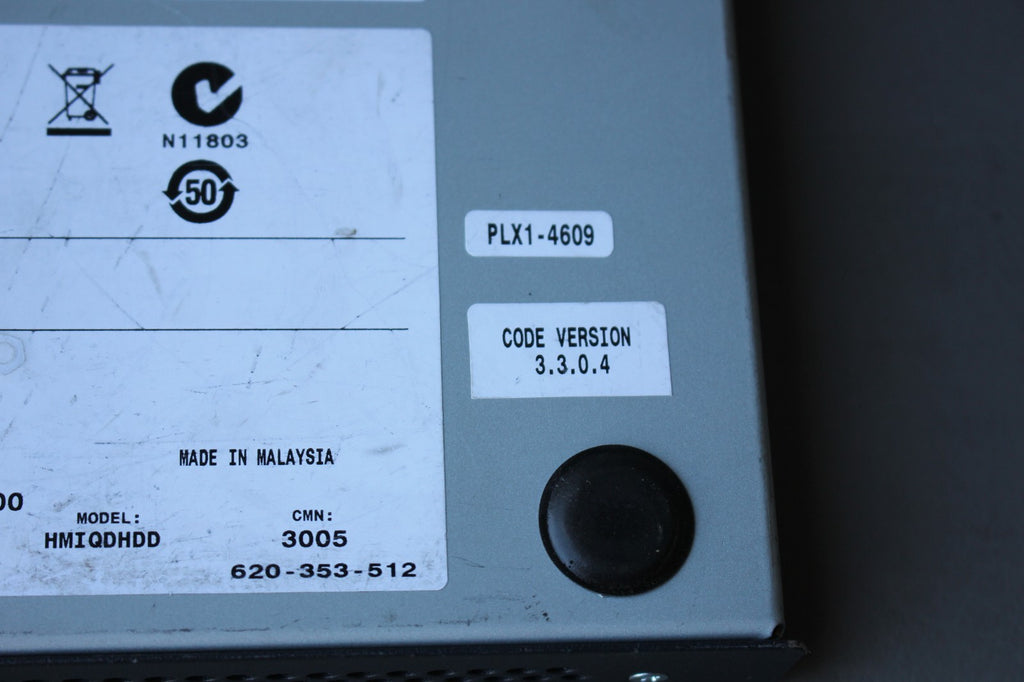 N11803
50
PLX1-4609
CODE VERSION
3.3.0.4
MADE IN MALAYSIA
00
MODEL:
HMIQDHDD
CMN:
3005
620-353-512